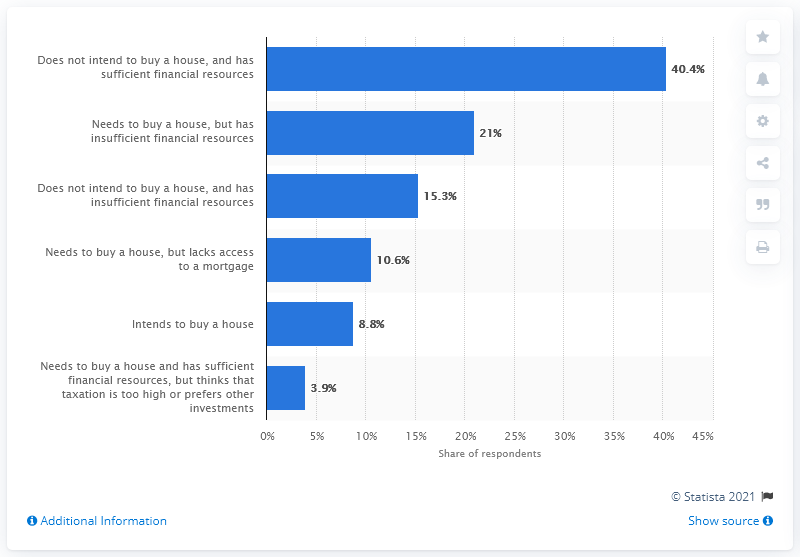 Does not intend to buy a house, and has
sufficient financial resources
40.4%
Needs to buy a house, but has
insufficient financial resources
21%
Does not intend to buy a house, and has
insufficient financial resources
15.3%
Needs to buy a house, but lacks access
to a mortgage
10.6%
Intends to buy a house
8.8%
Needs to buy a house and has sufficient
financial resources, but thinks that
taxation is too high or prefers other
investments
3.9%
0% 5% 10% 15% 20% 25% 30% 35% 40% 45%
Share of respondents
© Statista 2021
Additional Information
Show source